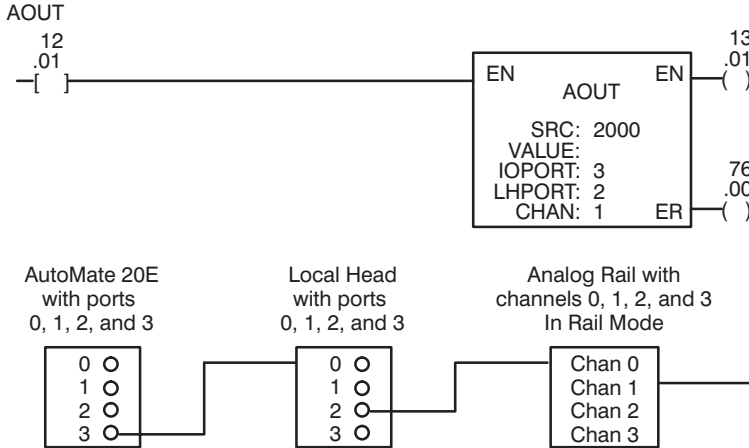 AOUT
12
.01
13
.01
EN
EN
AOUT
SRC: 2000
VALUE:
IOPORT: 3
LHPORT: 2
CHAN: 1
ER
76
.00
AutoMate 20E
with ports
0, 1, 2, and 3
Local Head
with ports
0, 1, 2, and 3
Analog Rail with
channels 0, 1, 2, and 3
In Rail Mode
0
1
2
3
0
1
2
3
Chan 0
Chan 1
Chan 2
Chan 3